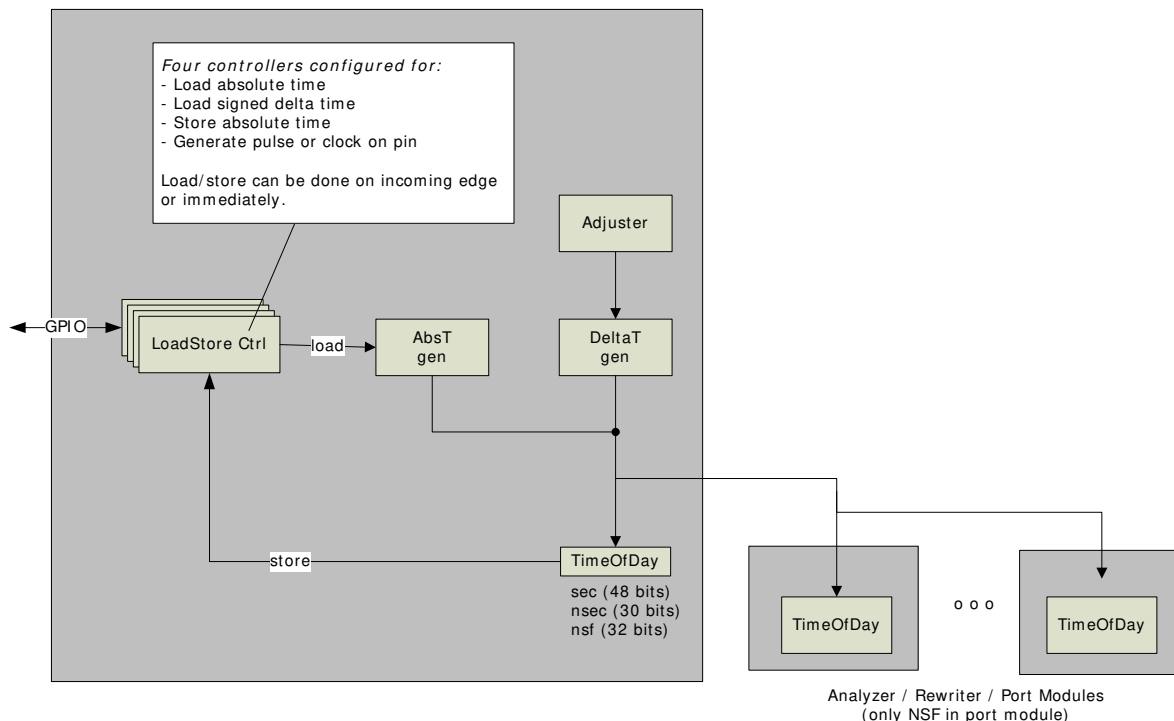 Four controllers configured for:
- Load absolute time
- Load signed delta time
- Store absolute time
- Generate pulse or clock on pin
Load/store can be done on incoming edge
or immediately.
Adjuster
GPIO
LoadStore Ctrl
load
AbsT
gen
DeltaT
gen
store
TimeOfDay
sec (48 bits)
nsec (30 bits)
nsf (32 bits)
TimeOfDay
o o o
TimeOfDay
Analyzer / Rewriter / Port Modules
(only NSF in port module)